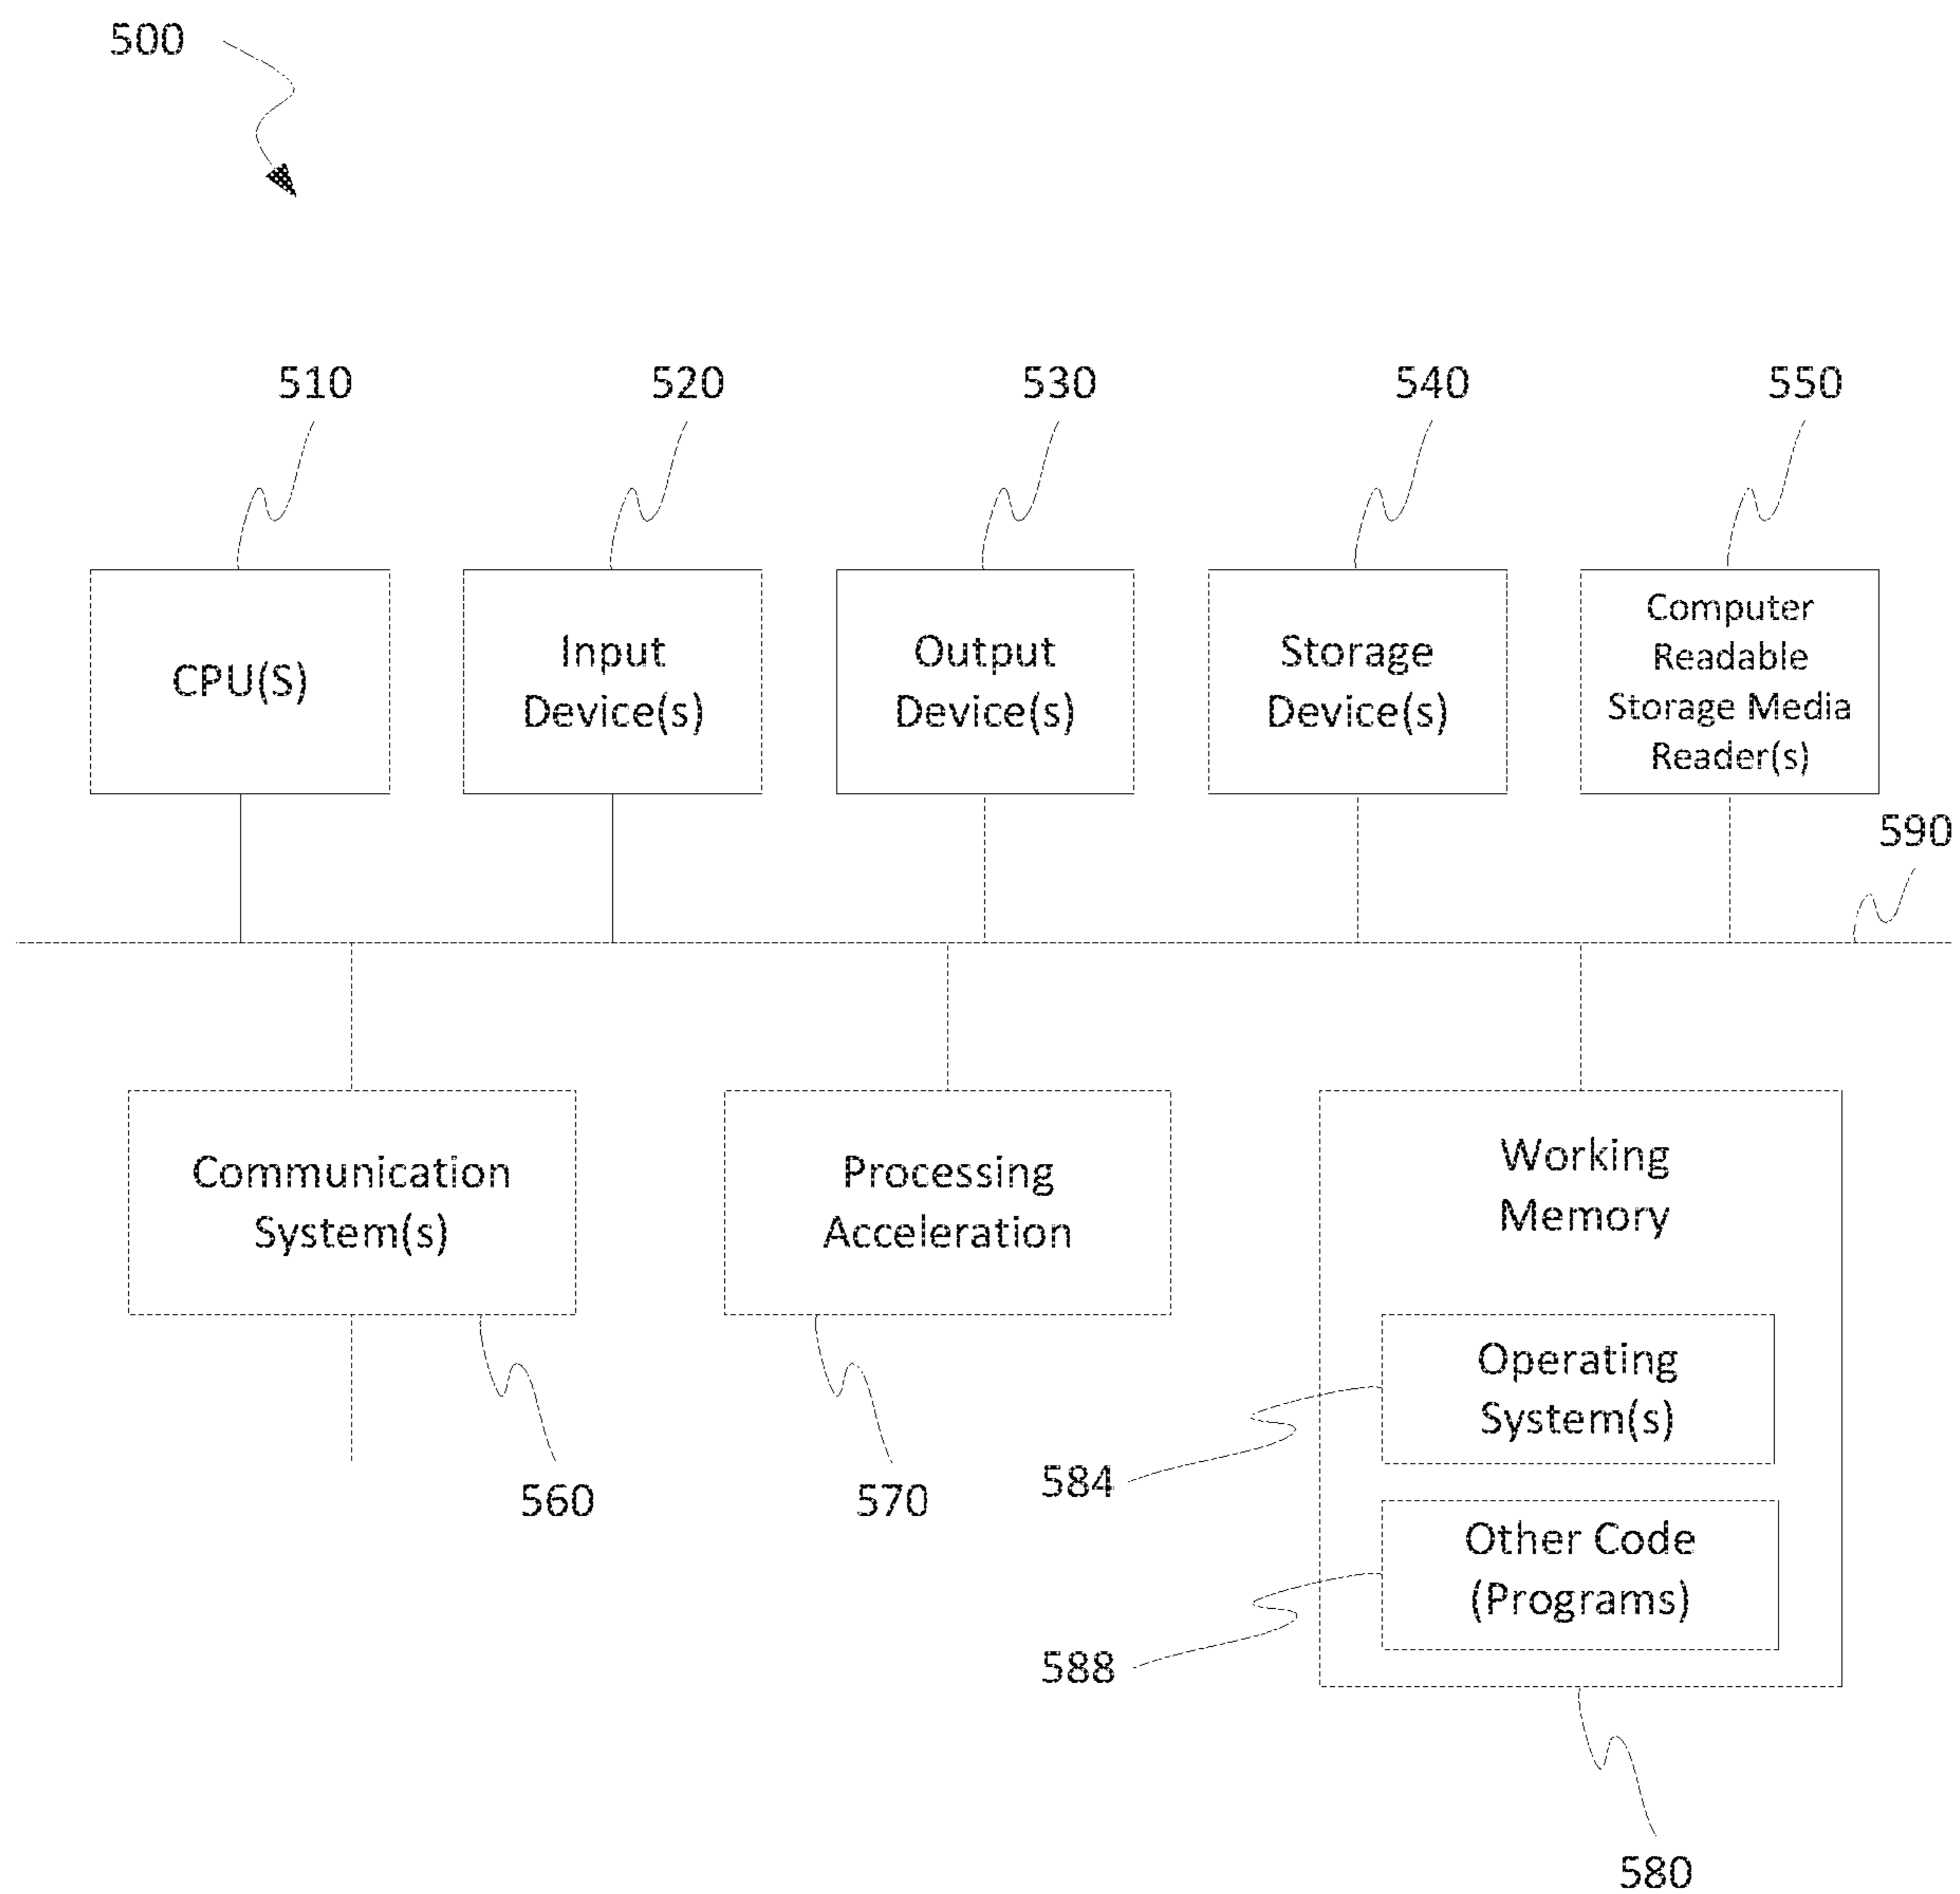 500
510
520
530
540
550
CPU(S)
Input
Device(s)
Output
Device(s)
Storage
Device(s)
Computer
Readable
Storage Media
Reader(s)
590
Communication
System(s)
Processing
Acceleration
Working
Memory
Operating
System(s)
584
560
570
Other Code
(Programs)
588
580